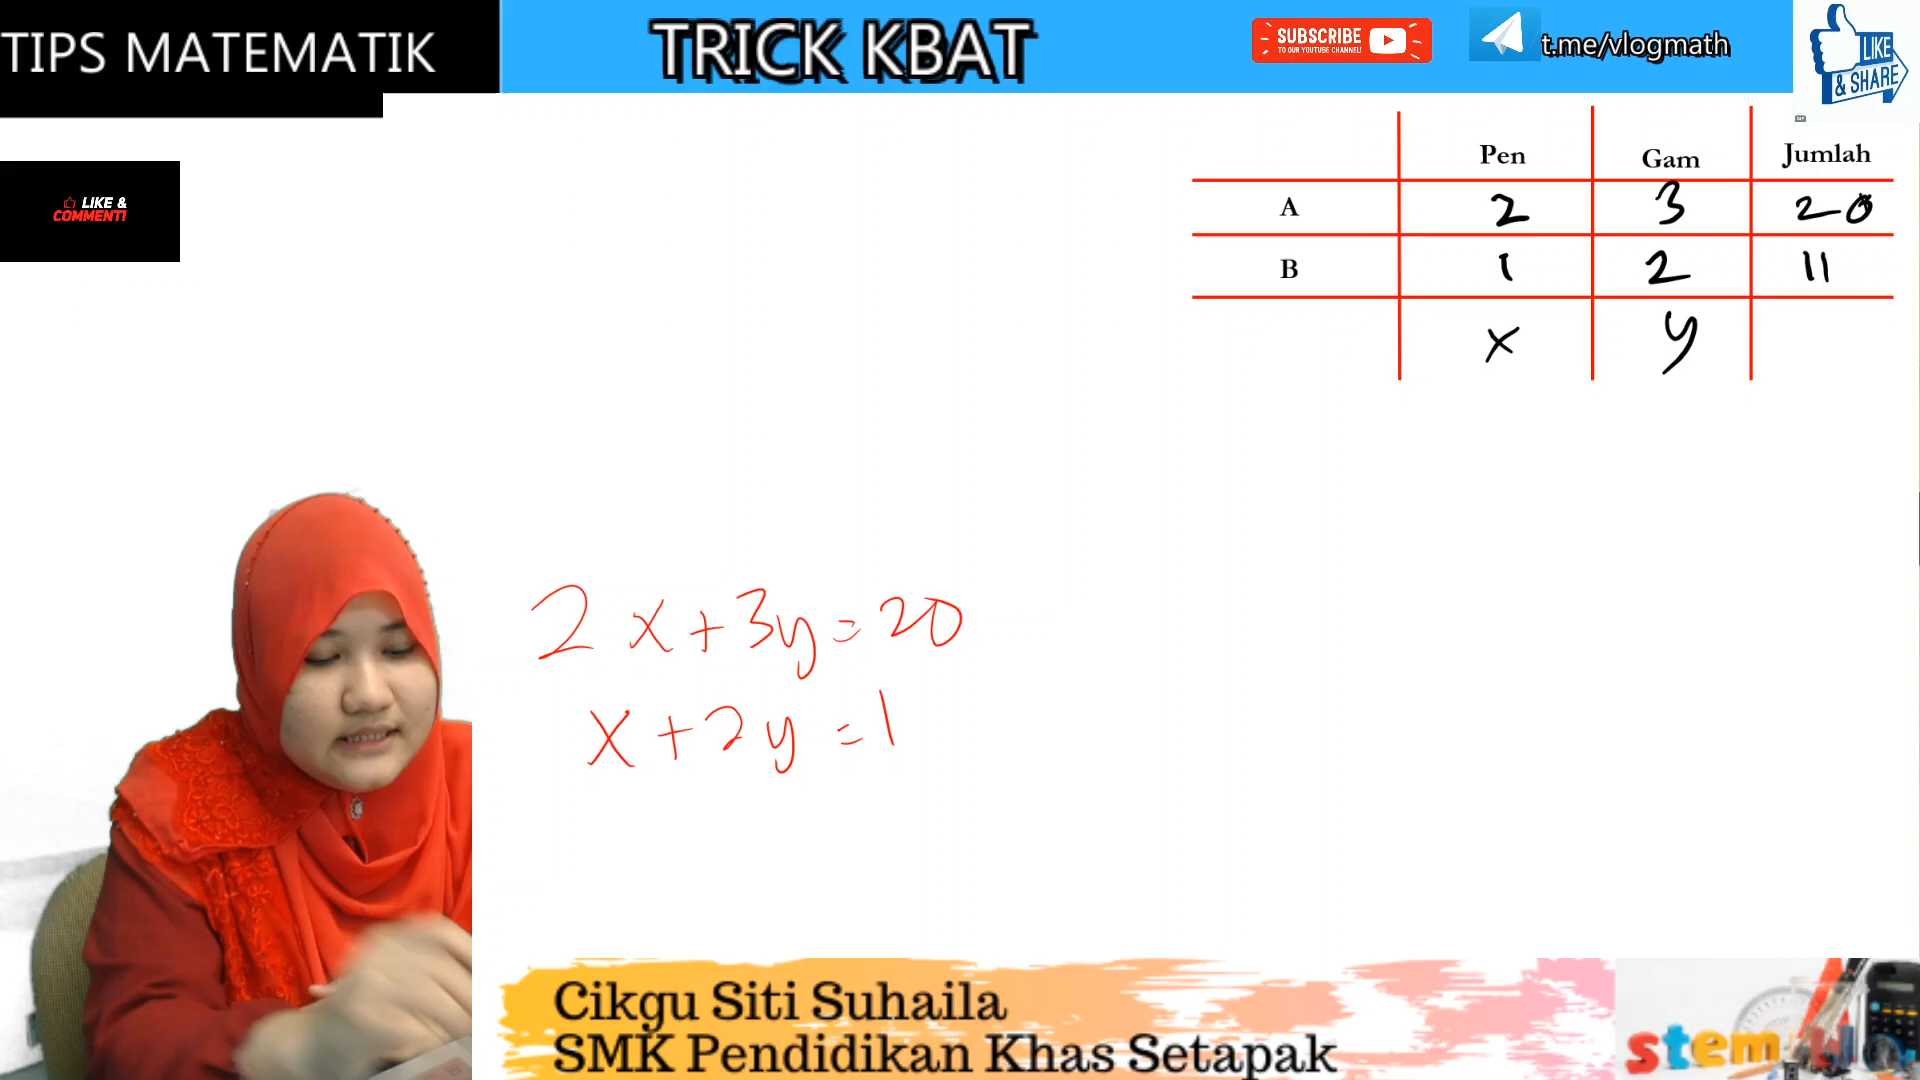 TIPS MATEMATIK
TRICK KBAT
SUBSCRIBE
TO OUR YOUTUBE CHANNEL!
t.me/vlogmath
LIKE
& SHARE
LIKE &
COMMENT!
Pen Gam Jumlah
A 2 3 20
B 1 2 11
x y
2x+3y=20
x+2y=1
Cikgu Siti Suhaila
SMK Pendidikan Khas Setapak
stem